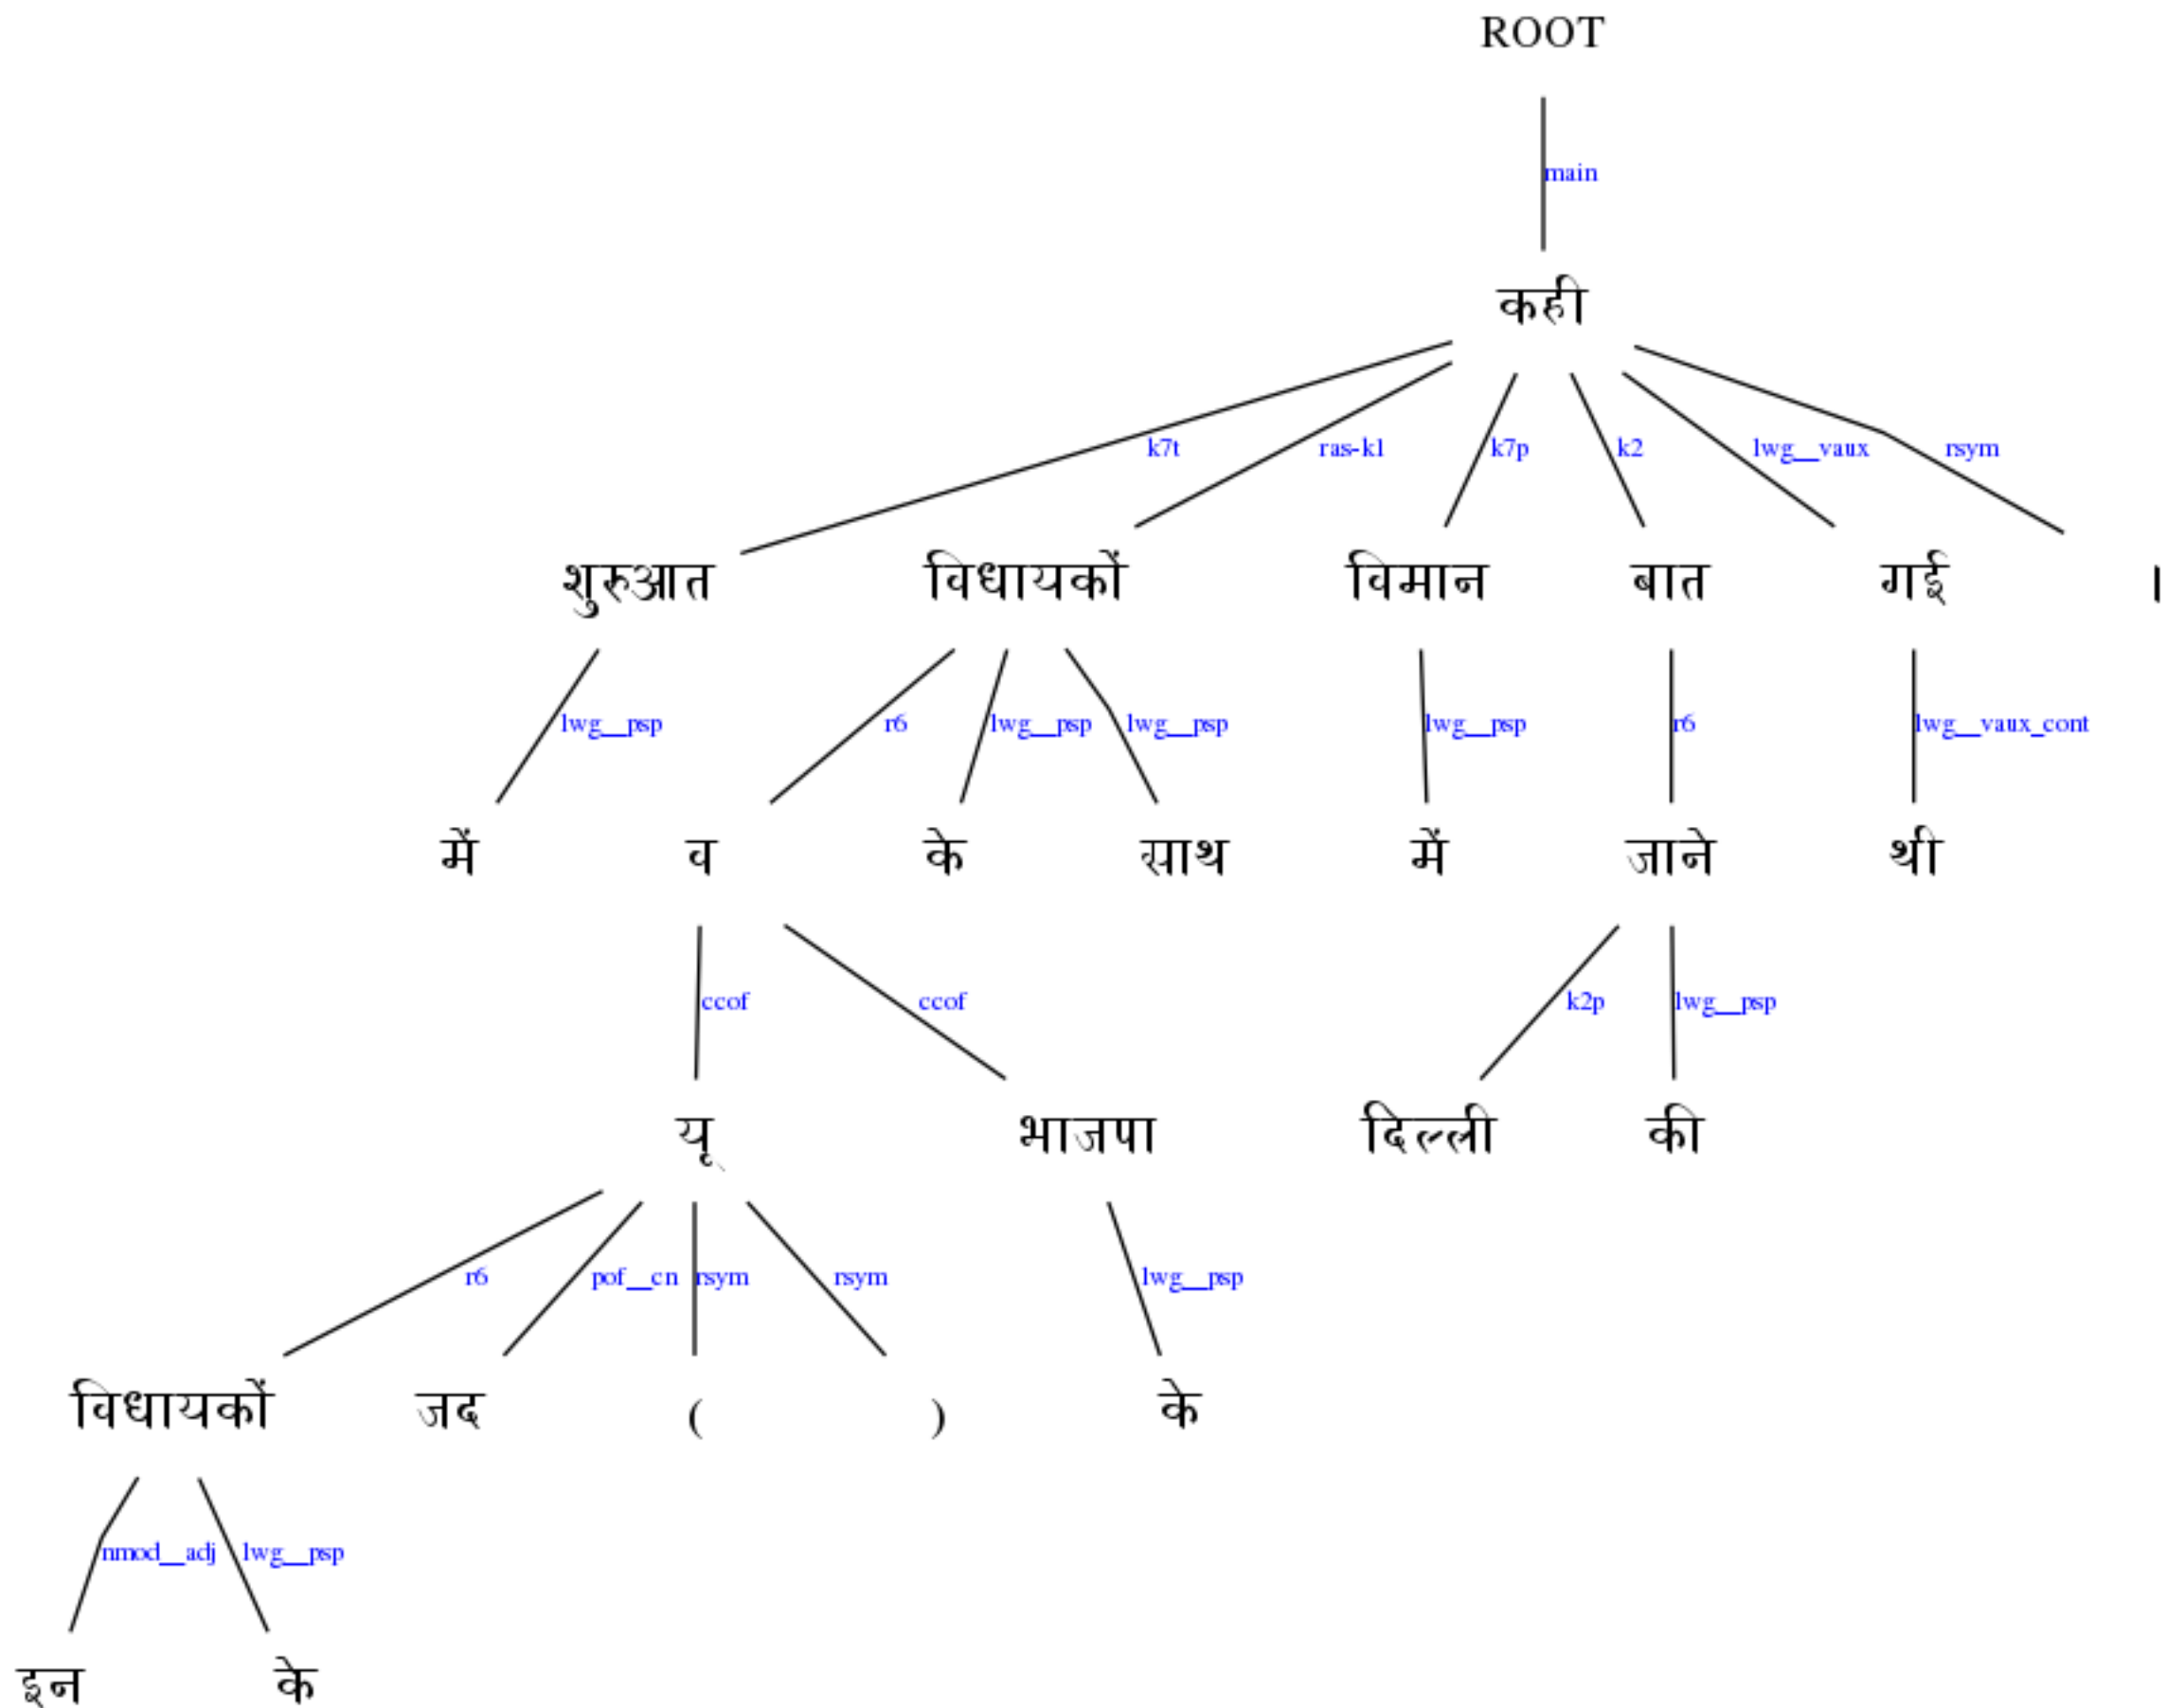 ROOT
main
कही
k7t ras-k1 k7p k2 lwg__vaux rsym
शुरुआत विधायकों विमान बात गई ।
lwg__psp r6 lwg__psp lwg__psp lwg__psp r6 lwg__vaux_cont
में व के साथ में जाने थी
ccof ccof k2p lwg__psp
यू भाजपा दिल्ली की
r6 pof__cn rsym rsym lwg__psp
विधायकों जद ( ) के
nmod__adj lwg__psp
इन के